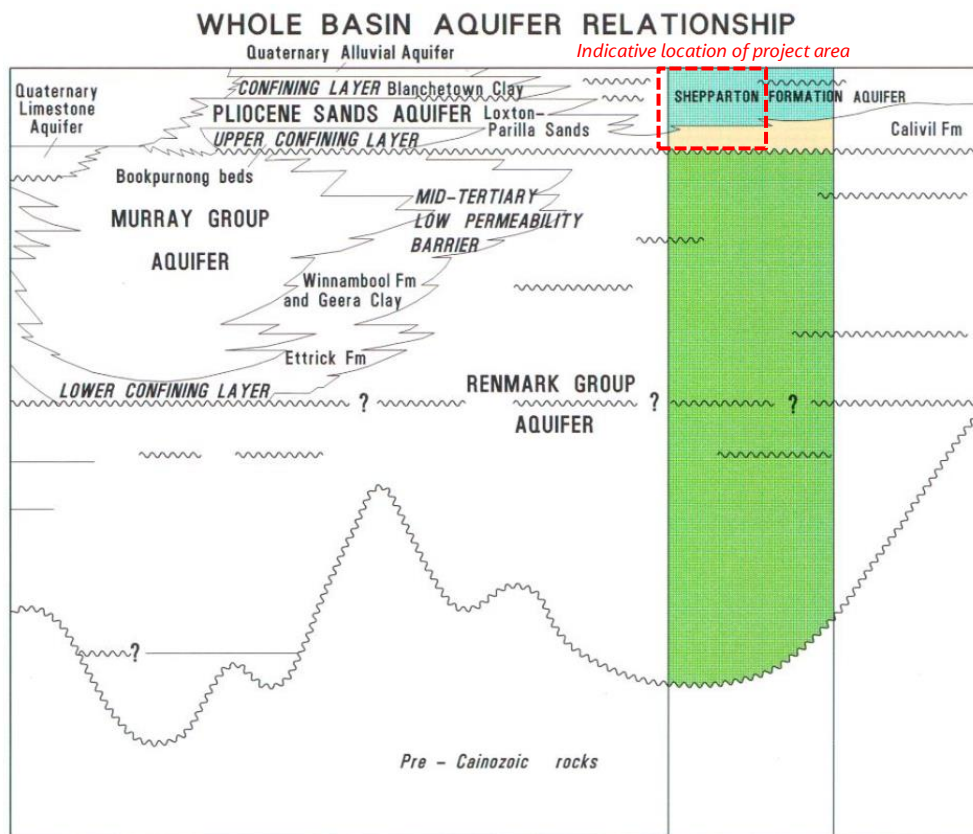 WHOLE BASIN AQUIFER RELATIONSHIP
Quaternary Alluvial Aquifer
Indicative location of project area
Quaternary
Limestone
Aquifer
CONFINING LAYER Blanchetown Clay
PLIOCENE SANDS AQUIFER Loxton-
Parilla Sands
UPPER CONFINING LAYER
SHEPPARTON FORMATION AQUIFER
Calivil Fm
Bookpurnong beds
MURRAY GROUP
AQUIFER
MID-TERTIARY
LOW PERMEABILITY
BARRIER
Winnambool Fm
and Geera Clay
Ettrick Fm
LOWER CONFINING LAYER
?
RENMARK GROUP
AQUIFER
?
?
?
Pre - Cainozoic rocks